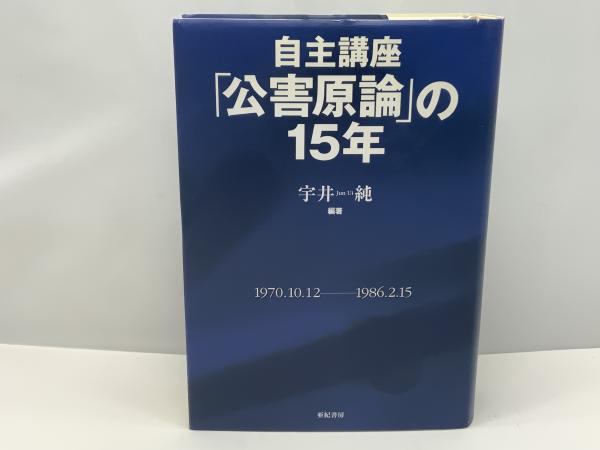 自主講座
「公害原論」の
15年
宇井 Jun Ui 純
編著
1970.10.12——1986.2.15
亜紀書房